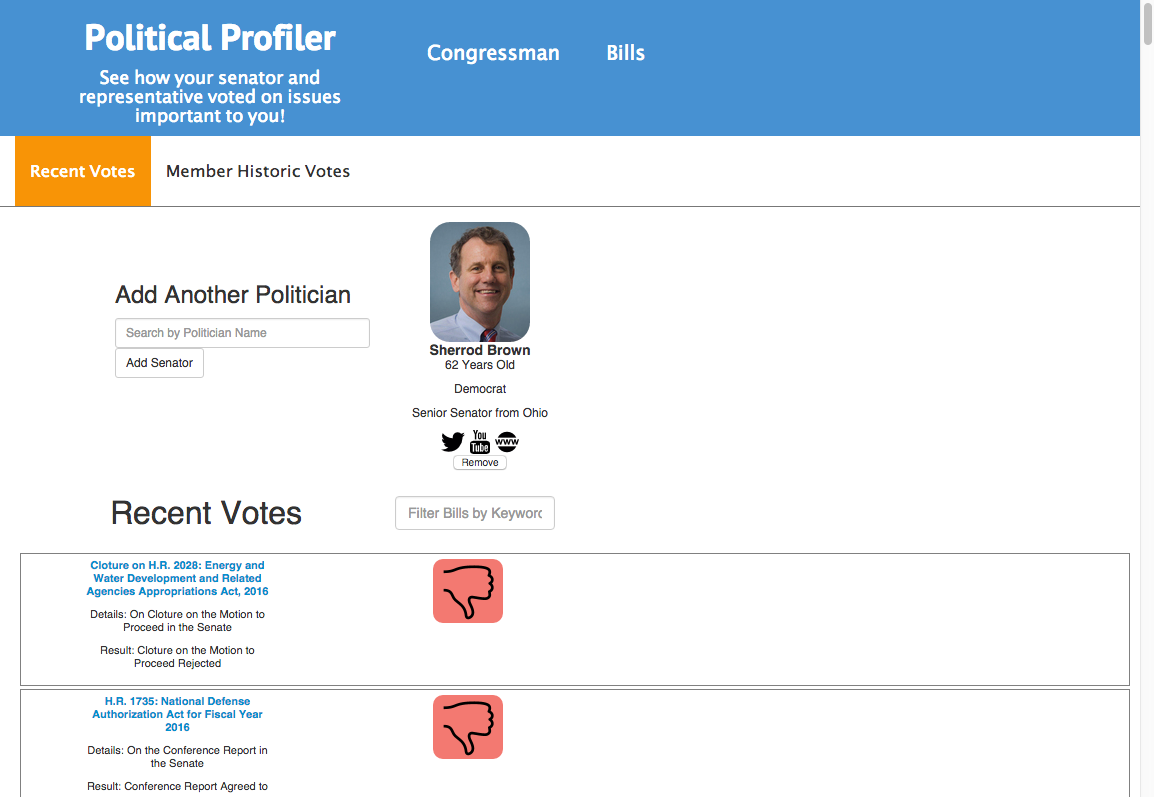 Political Profiler
See how your senator and
representative voted on issues
important to you!
Congressman
Bills
Recent Votes
Member Historic Votes
Add Another Politician
Search by Politician Name
Add Senator
Sherrod Brown
62 Years Old
Democrat
Senior Senator from Ohio
You
Tube
www
Remove
Recent Votes
Filter Bills by Keyword
Cloture on H.R. 2028: Energy and
Water Development and Related
Agencies Appropriations Act, 2016
Details: On Cloture on the Motion to
Proceed in the Senate
Result: Cloture on the Motion to
Proceed Rejected
H.R. 1735: National Defense
Authorization Act for Fiscal Year
2016
Details: On the Conference Report in
the Senate
Result: Conference Report Agreed to